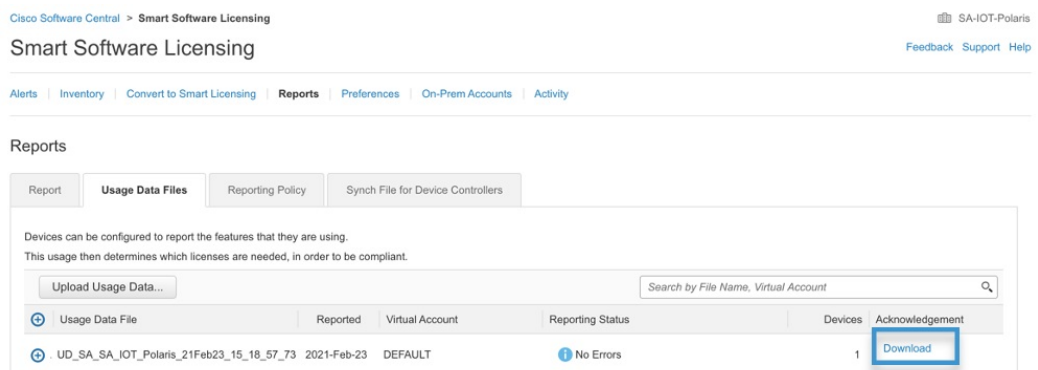 Cisco Software Central > Smart Software Licensing
SA-IOT-Polaris
Smart Software Licensing
Feedback Support Help
Alerts Inventory Convert to Smart Licensing Reports Preferences On-Prem Accounts Activity
Reports
Report Usage Data Files Reporting Policy Synch File for Device Controllers
Devices can be configured to report the features that they are using.
This usage then determines which licenses are needed, in order to be compliant.
Upload Usage Data...
Search by File Name, Virtual Account
Usage Data File Reported Virtual Account Reporting Status Devices Acknowledgement
UD_SA_SA_IOT_Polaris_21Feb23_15_18_57_73 2021-Feb-23 DEFAULT No Errors 1 Download